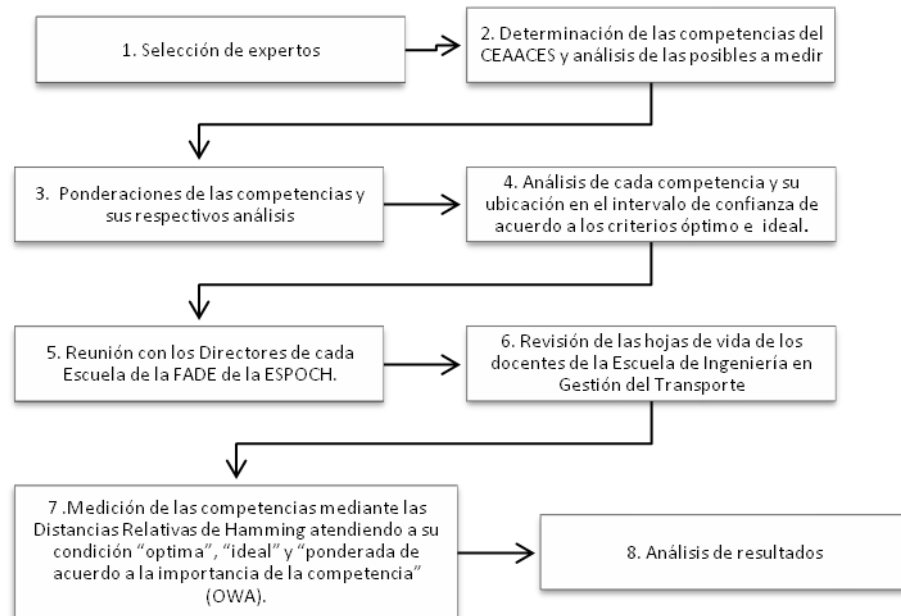 1. Selección de expertos
2. Determinación de las competencias del
CEAACES y análisis de las posibles a medir
3. Ponderaciones de las competencias y
sus respectivos análisis
4. Análisis de cada competencia y su
ubicación en el intervalo de confianza de
acuerdo a los criterios óptimo e ideal.
5. Reunión con los Directores de cada
Escuela de la FADE de la ESPOCH.
6. Revisión de las hojas de vida de los
docentes de la Escuela de Ingeniería en
Gestión del Transporte
7 .Medición de las competencias mediante las
Distancias Relativas de Hamming atendiendo a su
condición “optima”, “ideal” y “ponderada de
acuerdo a la importancia de la competencia”
(OWA).
8. Análisis de resultados